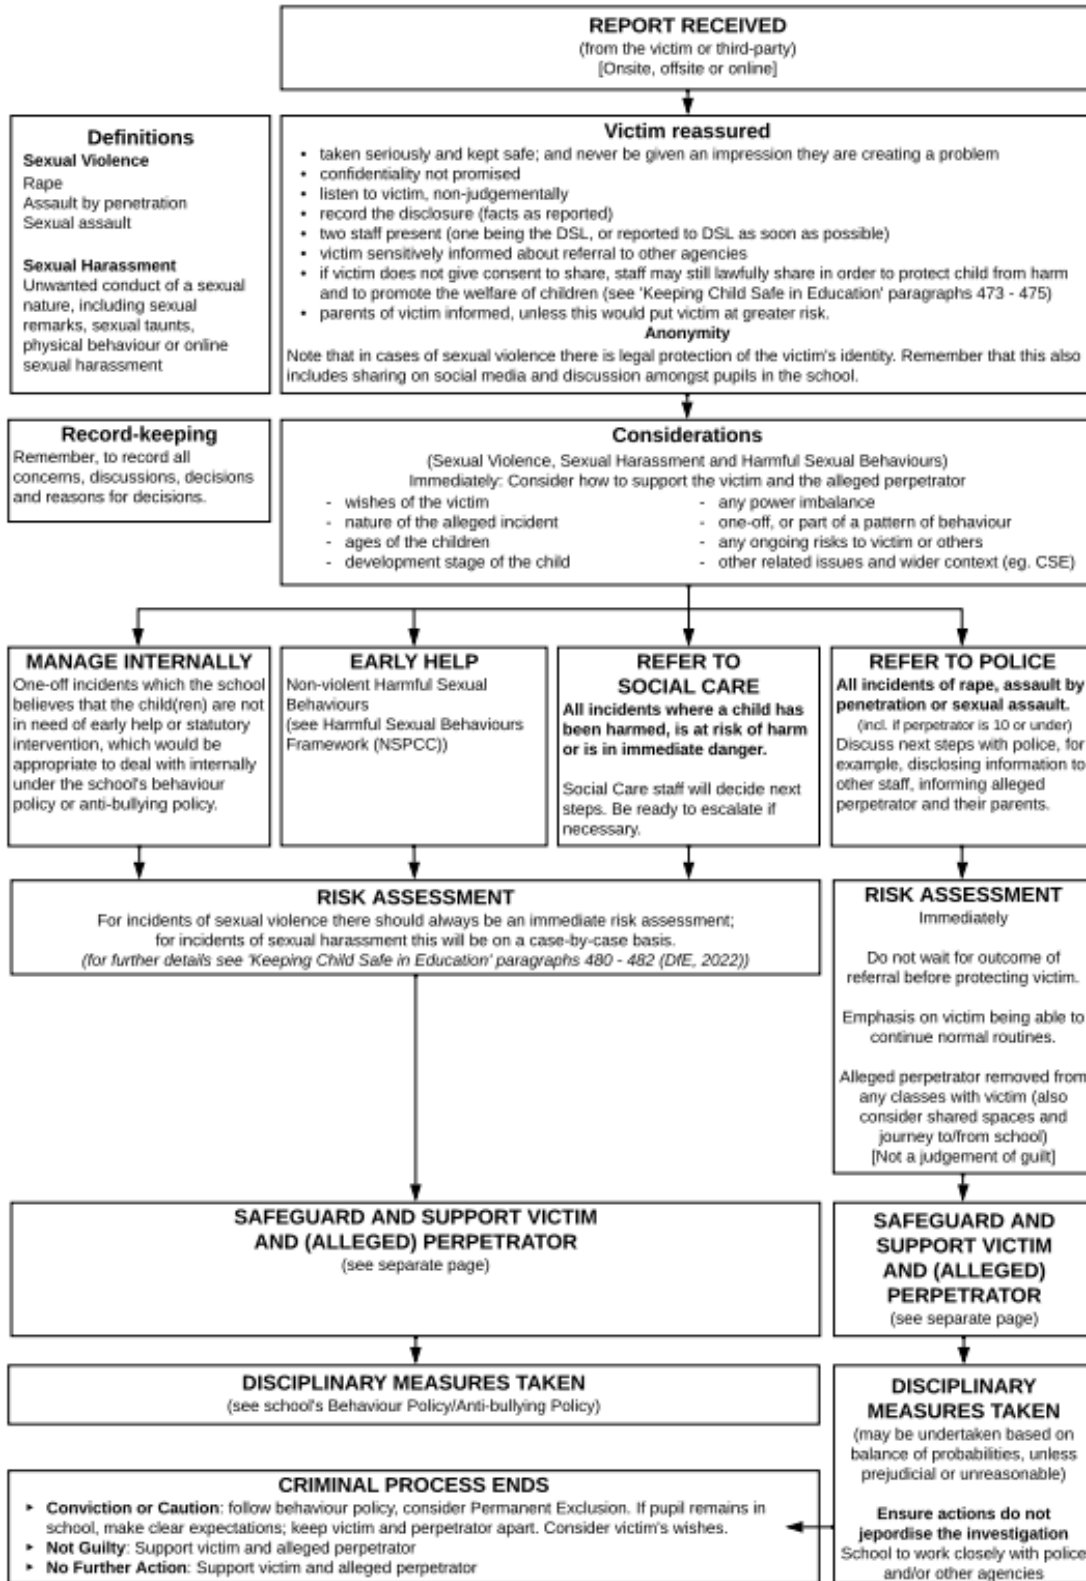 REPORT RECEIVED
(from the victim or third-party)
[Onsite, offsite or online]
Definitions
Sexual Violence
Rape
Assault by penetration
Sexual assault
Sexual Harassment
Unwanted conduct of a sexual
nature, including sexual
remarks, sexual taunts,
physical behaviour or online
sexual harassment
Victim reassured
• taken seriously and kept safe; and never be given an impression they are creating a problem
• confidentiality not promised
• listen to victim, non-judgementally
• record the disclosure (facts as reported)
• two staff present (one being the DSL, or reported to DSL as soon as possible)
• victim sensitively informed about referral to other agencies
• if victim does not give consent to share, staff may still lawfully share in order to protect child from harm
and to promote the welfare of children (see 'Keeping Child Safe in Education' paragraphs 473 - 475)
• parents of victim informed, unless this would put victim at greater risk.
Anonymity
Note that in cases of sexual violence there is legal protection of the victim's identity. Remember that this also
includes sharing on social media and discussion amongst pupils in the school.
Record-keeping
Remember, to record all
concerns, discussions, decisions
and reasons for decisions.
Considerations
(Sexual Violence, Sexual Harassment and Harmful Sexual Behaviours)
Immediately: Consider how to support the victim and the alleged perpetrator
- wishes of the victim
- nature of the alleged incident
- ages of the children
- development stage of the child
- any power imbalance
- one-off, or part of a pattern of behaviour
- any ongoing risks to victim or others
- other related issues and wider context (eg. CSE)
MANAGE INTERNALLY
One-off incidents which the school
believes that the child(ren) are not
in need of early help or statutory
intervention, which would be
appropriate to deal with internally
under the school's behaviour
policy or anti-bullying policy.
EARLY HELP
Non-violent Harmful Sexual
Behaviours
(see Harmful Sexual Behaviours
Framework (NSPCC))
REFER TO
SOCIAL CARE
All incidents where a child has
been harmed, is at risk of harm
or is in immediate danger.
Social Care staff will decide next
steps. Be ready to escalate if
necessary.
REFER TO POLICE
All incidents of rape, assault by
penetration or sexual assault.
(incl. if perpetrator is 10 or under)
Discuss next steps with police, for
example, disclosing information to
other staff, informing alleged
perpetrator and their parents.
RISK ASSESSMENT
For incidents of sexual violence there should always be an immediate risk assessment;
for incidents of sexual harassment this will be on a case-by-case basis.
(for further details see 'Keeping Child Safe in Education' paragraphs 480 - 482 (DfE, 2022))
RISK ASSESSMENT
Immediately
Do not wait for outcome of
referral before protecting victim.
Emphasis on victim being able to
continue normal routines.
Alleged perpetrator removed from
any classes with victim (also
consider shared spaces and
journey to/from school)
[Not a judgement of guilt]
SAFEGUARD AND SUPPORT VICTIM
AND (ALLEGED) PERPETRATOR
(see separate page)
SAFEGUARD AND
SUPPORT VICTIM
AND (ALLEGED)
PERPETRATOR
(see separate page)
DISCIPLINARY MEASURES TAKEN
(see school's Behaviour Policy/Anti-bullying Policy)
DISCIPLINARY
MEASURES TAKEN
(may be undertaken based on
balance of probabilities, unless
prejudicial or unreasonable)
Ensure actions do not
jepordise the investigation
School to work closely with police
and/or other agencies
CRIMINAL PROCESS ENDS
▸ Conviction or Caution: follow behaviour policy, consider Permanent Exclusion. If pupil remains in
school, make clear expectations; keep victim and perpetrator apart. Consider victim's wishes.
▸ Not Guilty: Support victim and alleged perpetrator
▸ No Further Action: Support victim and alleged perpetrator